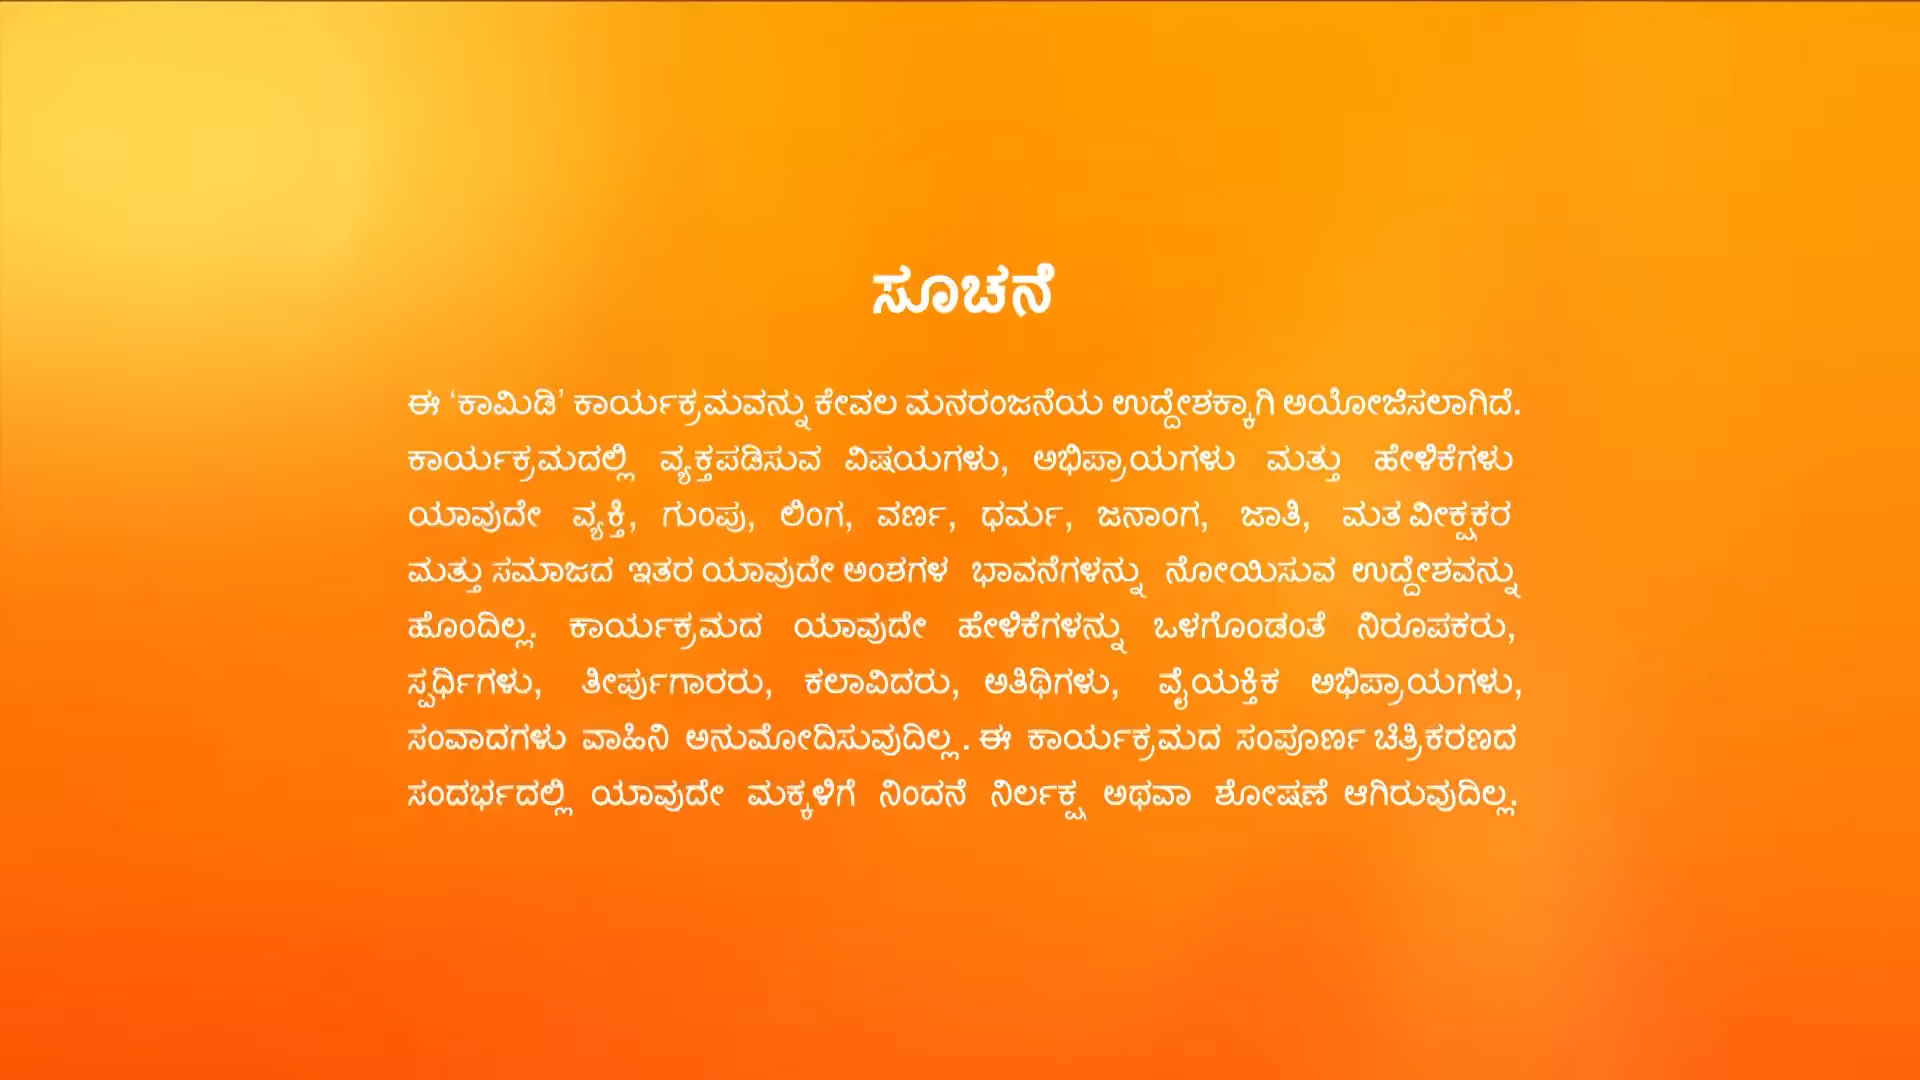 ಸೂಚನೆ
ಈ ‘ಕಾಮಿಡಿ’ ಕಾರ್ಯಕ್ರಮವನ್ನು ಕೇವಲ ಮನರಂಜನೆಯ ಉದ್ದೇಶಕ್ಕಾಗಿ ಅಯೋಜಿಸಲಾಗಿದೆ.
ಕಾರ್ಯಕ್ರಮದಲ್ಲಿ ವ್ಯಕ್ತಪಡಿಸುವ ವಿಷಯಗಳು, ಅಭಿಪ್ರಾಯಗಳು ಮತ್ತು ಹೇಳಿಕೆಗಳು
ಯಾವುದೇ ವ್ಯಕ್ತಿ, ಗುಂಪು, ಲಿಂಗ, ವರ್ಣ, ಧರ್ಮ, ಜನಾಂಗ, ಜಾತಿ, ಮತ ವೀಕ್ಷಕರ
ಮತ್ತು ಸಮಾಜದ ಇತರ ಯಾವುದೇ ಅಂಶಗಳ ಭಾವನೆಗಳನ್ನು ನೋಯಿಸುವ ಉದ್ದೇಶವನ್ನು
ಹೊಂದಿಲ್ಲ. ಕಾರ್ಯಕ್ರಮದ ಯಾವುದೇ ಹೇಳಿಕೆಗಳನ್ನು ಒಳಗೊಂಡಂತೆ ನಿರೂಪಕರು,
ಸ್ಪರ್ಧಿಗಳು, ತೀರ್ಪುಗಾರರು, ಕಲಾವಿದರು, ಅತಿಥಿಗಳು, ವೈಯಕ್ತಿಕ ಅಭಿಪ್ರಾಯಗಳು,
ಸಂವಾದಗಳು ವಾಹಿನಿ ಅನುಮೋದಿಸುವುದಿಲ್ಲ . ಈ ಕಾರ್ಯಕ್ರಮದ ಸಂಪೂರ್ಣ ಚಿತ್ರಿಕರಣದ
ಸಂದರ್ಭದಲ್ಲಿ ಯಾವುದೇ ಮಕ್ಕಳಿಗೆ ನಿಂದನೆ ನಿರ್ಲಕ್ಷ್ಯ ಅಥವಾ ಶೋಷಣೆ ಆಗಿರುವುದಿಲ್ಲ.